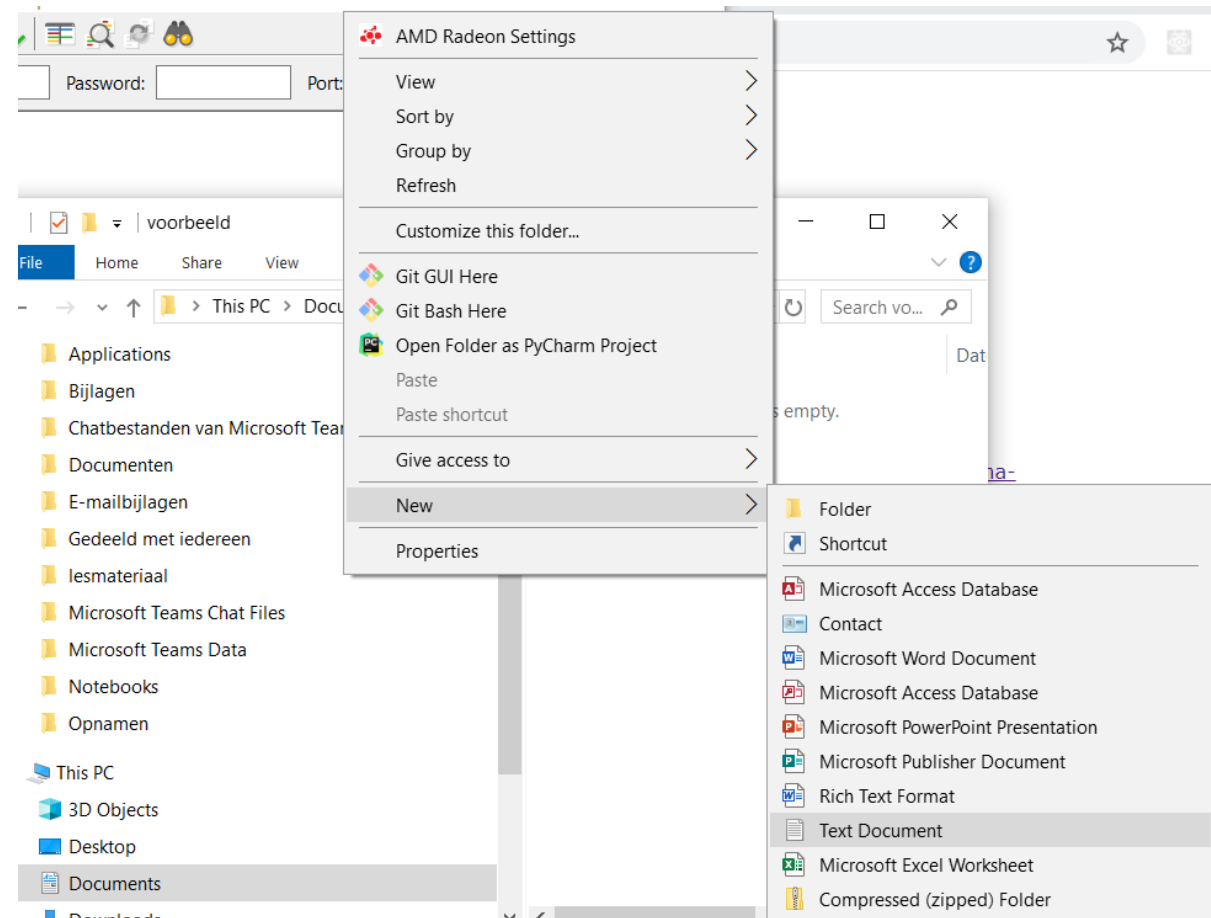 Password:
Port:
voorbeeld
File Home Share View
This PC > Docu
Search vo...
Applications
Bijlagen
Chatbestanden van Microsoft Tear
Documenten
E-mailbijlagen
Gedeeld met iedereen
lesmateriaal
Microsoft Teams Chat Files
Microsoft Teams Data
Notebooks
Opnamen
This PC
3D Objects
Desktop
Documents
Downloads
AMD Radeon Settings
View
Sort by
Group by
Refresh
Customize this folder...
Git GUI Here
Git Bash Here
Open Folder as PyCharm Project
Paste
Paste shortcut
Give access to
New
Properties
Dat
s empty.
na-
Folder
Shortcut
Microsoft Access Database
Contact
Microsoft Word Document
Microsoft Access Database
Microsoft PowerPoint Presentation
Microsoft Publisher Document
Rich Text Format
Text Document
Microsoft Excel Worksheet
Compressed (zipped) Folder